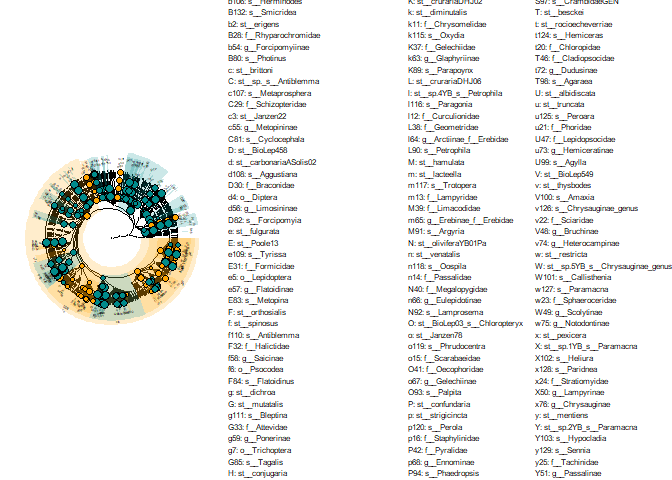 B106: s__Herminodes
B132: s__Smicridea
b2: st__erigens
B28: f__Rhyparochromidae
b54: g__Forcipomyiinae
B80: s__Photinus
c: st__brittoni
C: st__sp._s__Antiblemma
c107: s__Metaprosphera
C29: f__Schizopteridae
c3: st__Janzen22
c55: g__Metopininae
C81: s__Cyclocephala
D: st__BioLep458
d: st__carbonariaASolis02
d108: s__Aggustiana
D30: f__Braconidae
d4: o__Diptera
d56: g__Limosininae
D82: s__Forcipomyia
e: st__fulgurata
E: st__Poole13
e109: s__Tyrissa
E31: f__Formicidae
e5: o__Lepidoptera
e57: g__Flatoidinae
E83: s__Metopina
F: st__orthosialis
f: st__spinosus
f110: s__Antiblemma
F32: f__Halictidae
f58: g__Saicinae
f6: o__Psocodea
F84: s__Flatoidinus
g: st__dichroa
G: st__mutatalis
g111: s__Bleptina
G33: f__Attevidae
g59: g__Ponerinae
g7: o__Trichoptera
G85: s__Tagalis
H: st__conjugaria
K: st__crurariaDHJ02
k: st__diminutalis
k11: f__Chrysomelidae
k115: s__Oxydia
K37: f__Gelechiidae
k63: g__Glaphyriinae
K89: s__Parapoynx
L: st__crurariaDHJ06
l: st__sp.4YB_s__Petrophila
l116: s__Paragonia
l12: f__Curculionidae
L38: f__Geometridae
l64: g__Arctiinae_f__Erebidae
L90: s__Petrophila
M: st__hamulata
m: st__lacteella
m117: s__Trotopera
m13: f__Lampyridae
M39: f__Limacodidae
m65: g__Erebinae_f__Erebidae
M91: s__Argyria
N: st__oliviferaYB01Pa
n: st__venatalis
n118: s__Oospila
n14: f__Passalidae
N40: f__Megalopygidae
n66: g__Eulepidotinae
N92: s__Lamprosema
O: st__BioLep03_s__Chloropteryx
o: st__Janzen78
o119: s__Phrudocentra
o15: f__Scarabaeidae
O41: f__Oecophoridae
o67: g__Gelechiinae
O93: s__Palpita
P: st__confundaria
p: st__strigicincta
p120: s__Perola
p16: f__Staphylinidae
P42: f__Pyralidae
p68: g__Ennominae
P94: s__Phaedropsis
S97: s__CrambidaeGEN
T: st__besckei
t: st__rocioecheverriae
t124: s__Hemiceras
t20: f__Chloropidae
T46: f__Cladiopsocidae
t72: g__Dudusinae
T98: s__Agaraea
U: st__albidiscata
u: st__truncata
u125: s__Peroara
u21: f__Phoridae
U47: f__Lepidopsocidae
u73: g__Hemiceratinae
U99: s__Agylla
V: st__BioLep549
v: st__thysbodes
V100: s__Amaxia
v126: s__Chrysauginae_genus
v22: f__Sciaridae
V48: g__Bruchinae
v74: g__Heterocampinae
w: st__restricta
W: st__sp.5YB_s__Chrysauginae_genus
W101: s__Callisthenia
w127: s__Paramacna
w23: f__Sphaeroceridae
W49: g__Scolytinae
w75: g__Notodontinae
x: st__pexicera
X: st__sp.1YB_s__Paramacna
X102: s__Heliura
x128: s__Paridnea
x24: f__Stratiomyidae
X50: g__Lampyrinae
x76: g__Chrysauginae
y: st__mentiens
Y: st__sp.2YB_s__Paramacna
Y103: s__Hypocladia
y129: s__Sennia
y25: f__Tachinidae
Y51: g__Passalinae